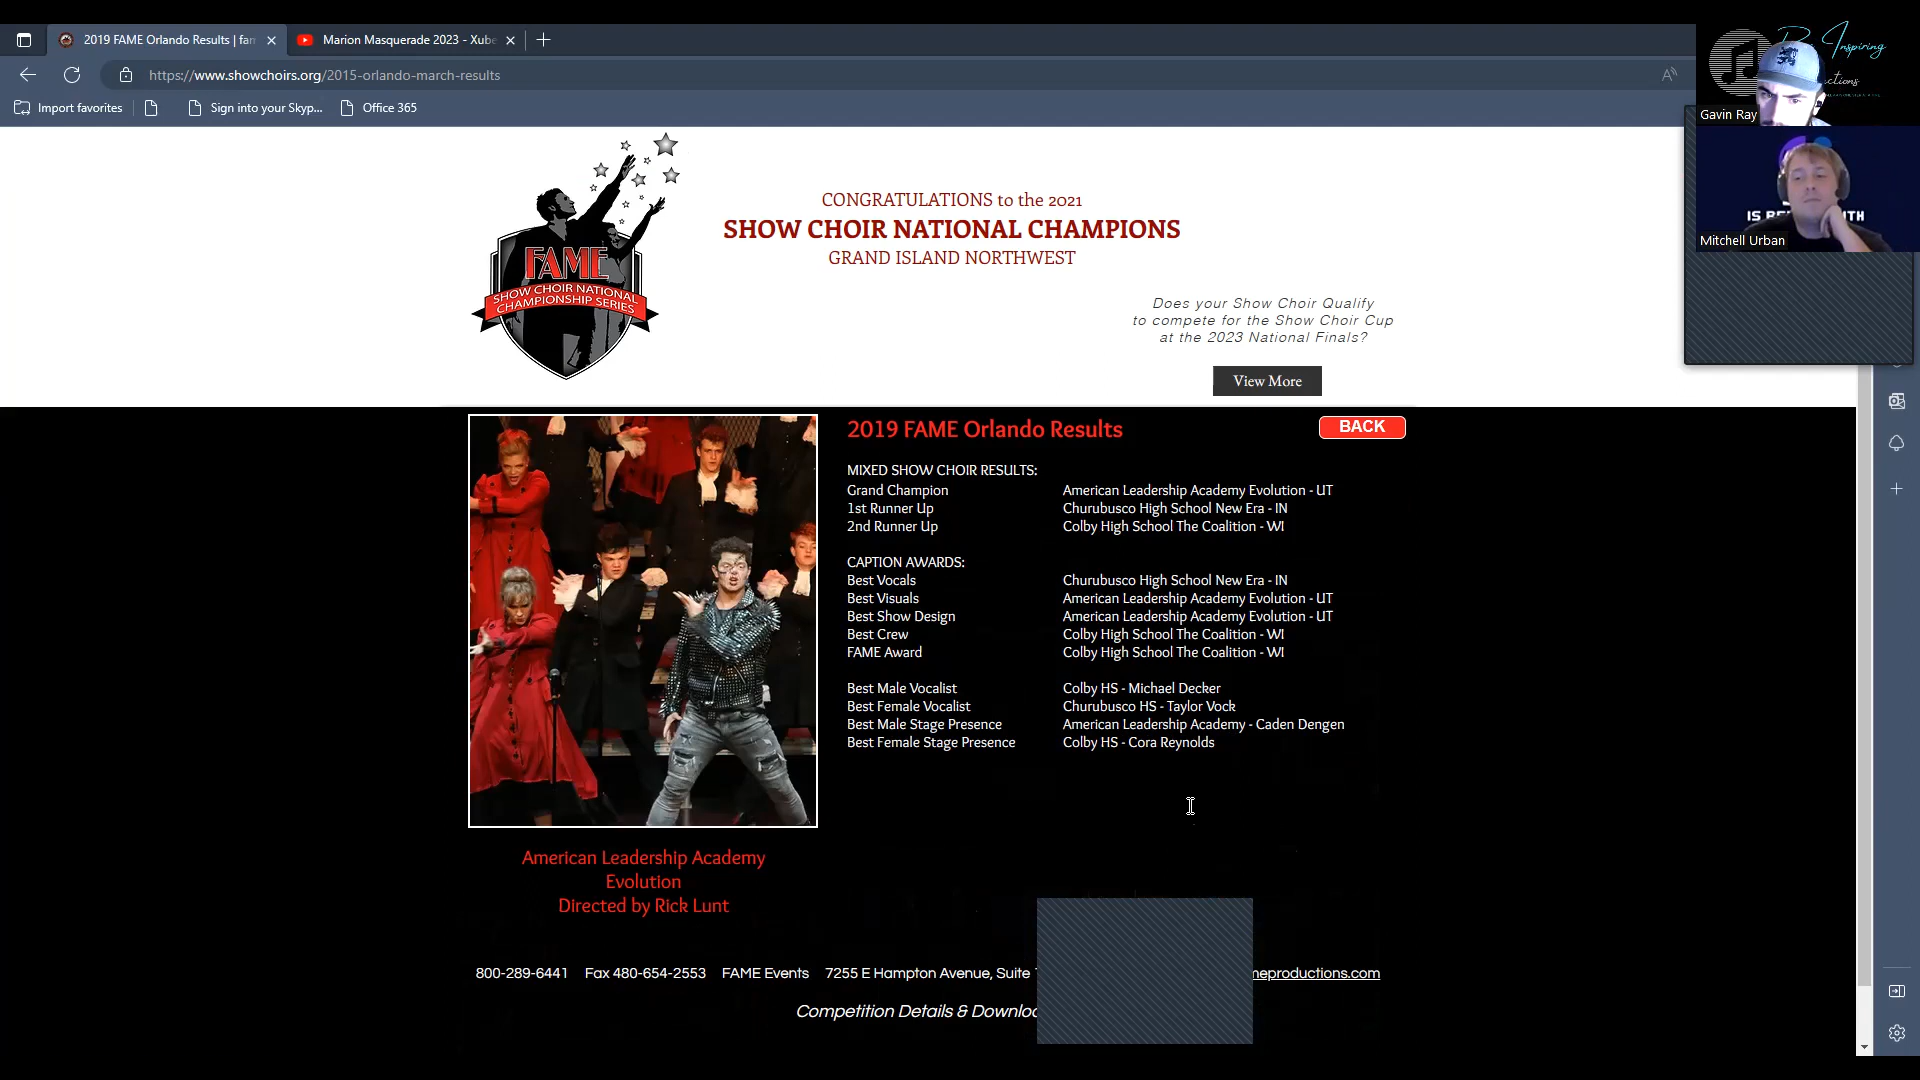 2019 FAME Orlando Results | fam
Marion Masquerade 2023 - Xube
https://www.showchoirs.org/2015-orlando-march-results
Import favorites
Sign into your Skyp...
Office 365
Be Inspiring
Gavin Ray
Mitchell Urban
FAME
SHOW CHOIR NATIONAL
CHAMPIONSHIP SERIES
CONGRATULATIONS to the 2021
SHOW CHOIR NATIONAL CHAMPIONS
GRAND ISLAND NORTHWEST
Does your Show Choir Qualify
to compete for the Show Choir Cup
at the 2023 National Finals?
View More
2019 FAME Orlando Results
BACK
MIXED SHOW CHOIR RESULTS:
Grand Champion American Leadership Academy Evolution - UT
1st Runner Up Churubusco High School New Era - IN
2nd Runner Up Colby High School The Coalition - WI
CAPTION AWARDS:
Best Vocals Churubusco High School New Era - IN
Best Visuals American Leadership Academy Evolution - UT
Best Show Design American Leadership Academy Evolution - UT
Best Crew Colby High School The Coalition - WI
FAME Award Colby High School The Coalition - WI
Best Male Vocalist Colby HS - Michael Decker
Best Female Vocalist Churubusco HS - Taylor Vock
Best Male Stage Presence American Leadership Academy - Caden Dengen
Best Female Stage Presence Colby HS - Cora Reynolds
American Leadership Academy
Evolution
Directed by Rick Lunt
800-289-6441 Fax 480-654-2553 FAME Events 7255 E Hampton Avenue, Suite meproductions.com
Competition Details & Downloa